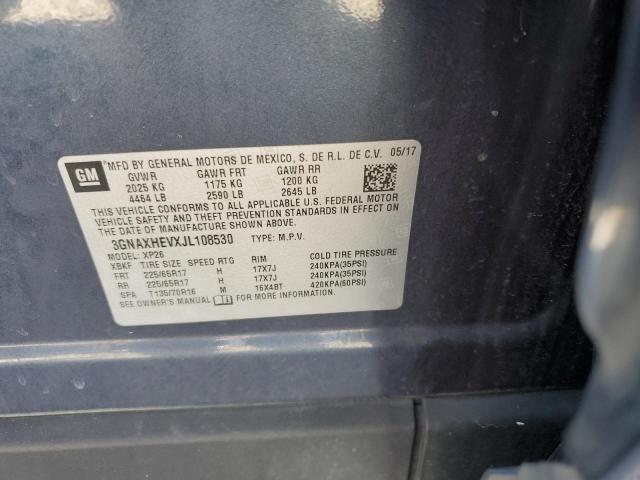 GM
MFD BY GENERAL MOTORS DE MEXICO, S. DE R.L. DE C.V. 05/17
GVWR GAWR FRT GAWR RR
2025 KG 1175 KG 1200 KG
4464 LB 2590 LB 2645 LB
THIS VEHICLE CONFORMS TO ALL APPLICABLE U.S. FEDERAL MOTOR
VEHICLE SAFETY AND THEFT PREVENTION STANDARDS IN EFFECT ON
THE DATE OF MANUFACTURE SHOWN ABOVE.
3GNAXHEVXJL108530 TYPE: M.P.V.
MODEL: XP26
XBKF TIRE SIZE SPEED RTG RIM COLD TIRE PRESSURE
FRT 225/65R17 H 17X7J 240KPA(35PSI)
RR 225/65R17 H 17X7J 240KPA(35PSI)
SPA T135/70R16 M 16X4BT 420KPA(60PSI)
SEE OWNER'S MANUAL FOR MORE INFORMATION.